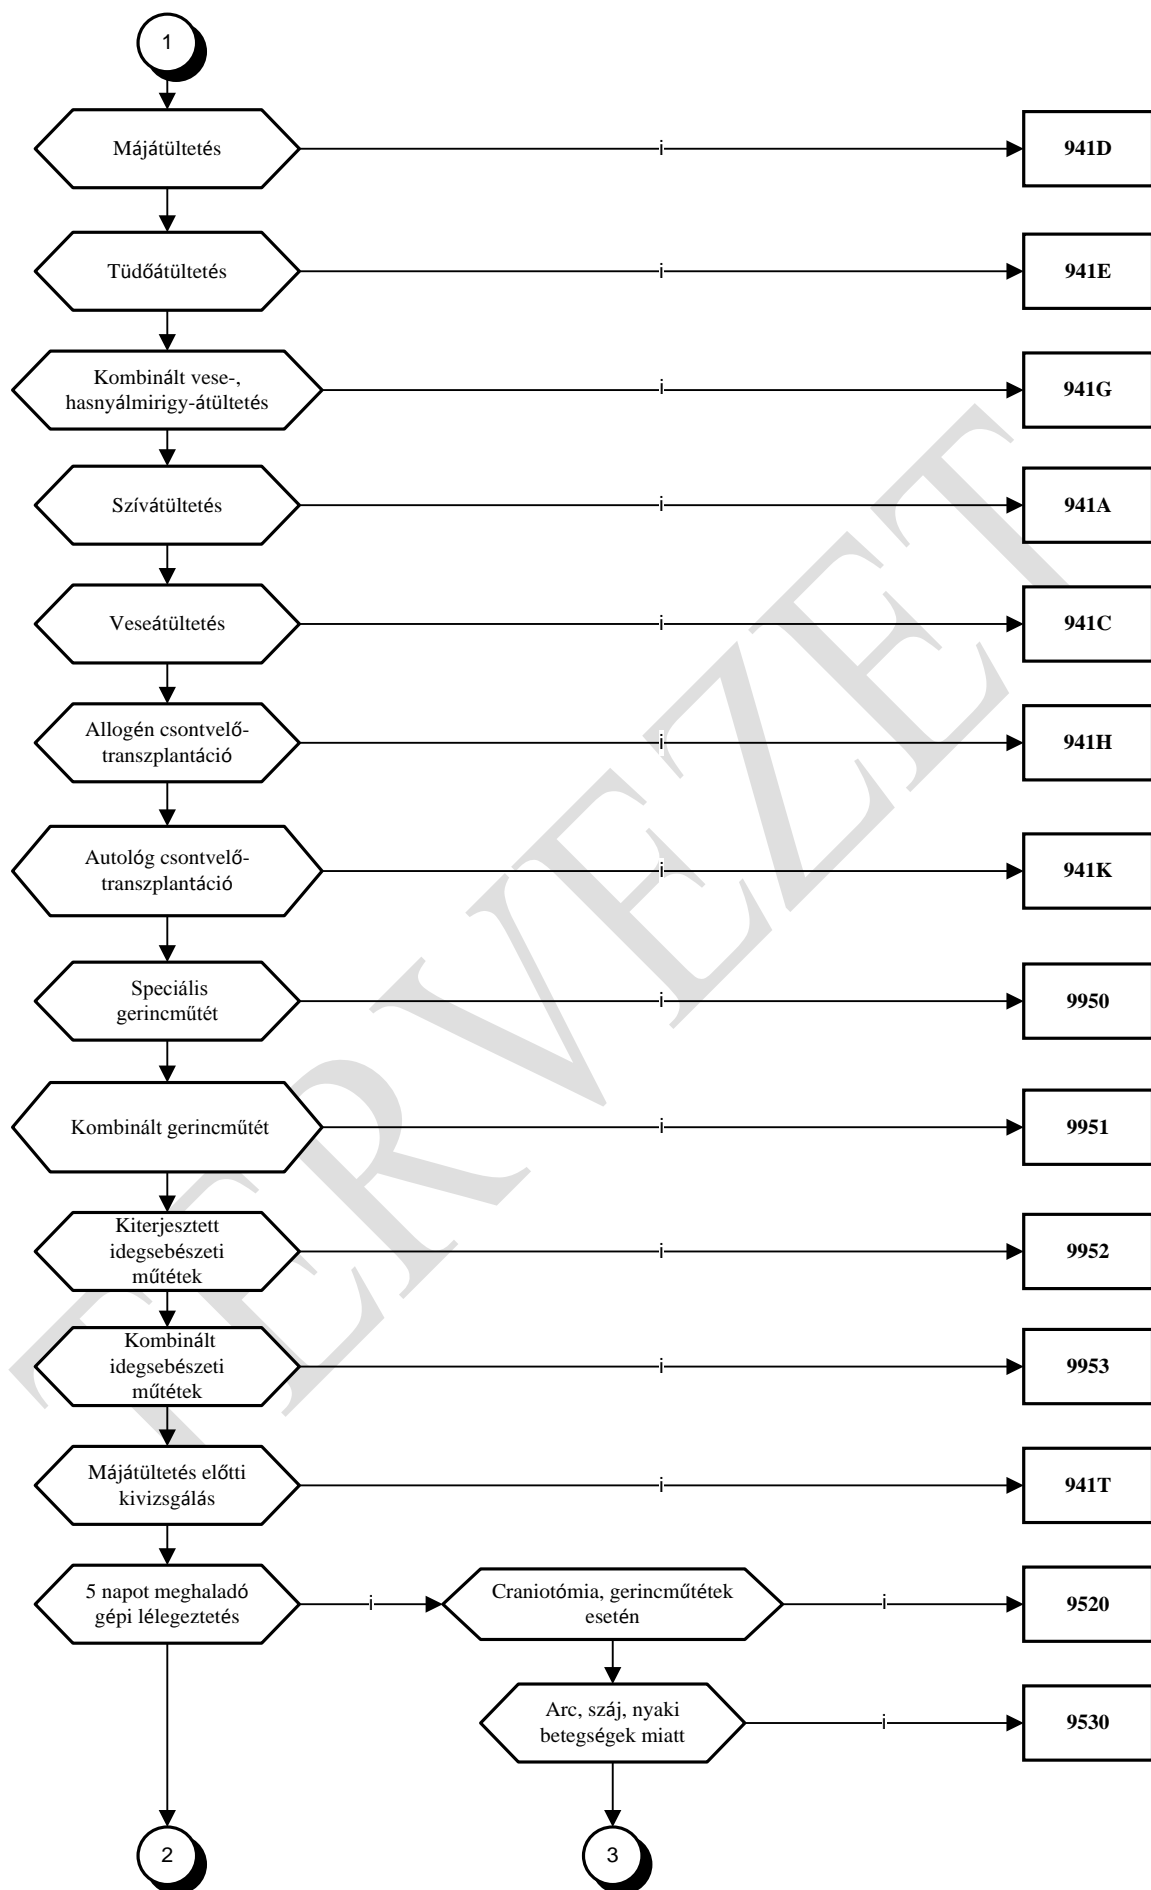 1
Májátültetés
i
941D
Tüdőátültetés
i
941E
Kombinált vese-,
hasnyálmirigy-átültetés
i
941G
Szívátültetés
i
941A
Veseátültetés
i
941C
Allogén csontvelő-
transzplantáció
i
941H
Autológ csontvelő-
transzplantáció
i
941K
Speciális
gerincműtét
i
9950
Kombinált gerincműtét
i
9951
Kiterjesztett
idegsebészeti
műtétek
i
9952
Kombinált
idegsebészeti
műtétek
i
9953
Májátültetés előtti
kivizsgálás
i
941T
5 napot meghaladó
gépi lélegeztetés
i
Craniotómia, gerincműtétek
esetén
i
9520
Arc, száj, nyaki
betegségek miatt
i
9530
2
3
TERVEZET